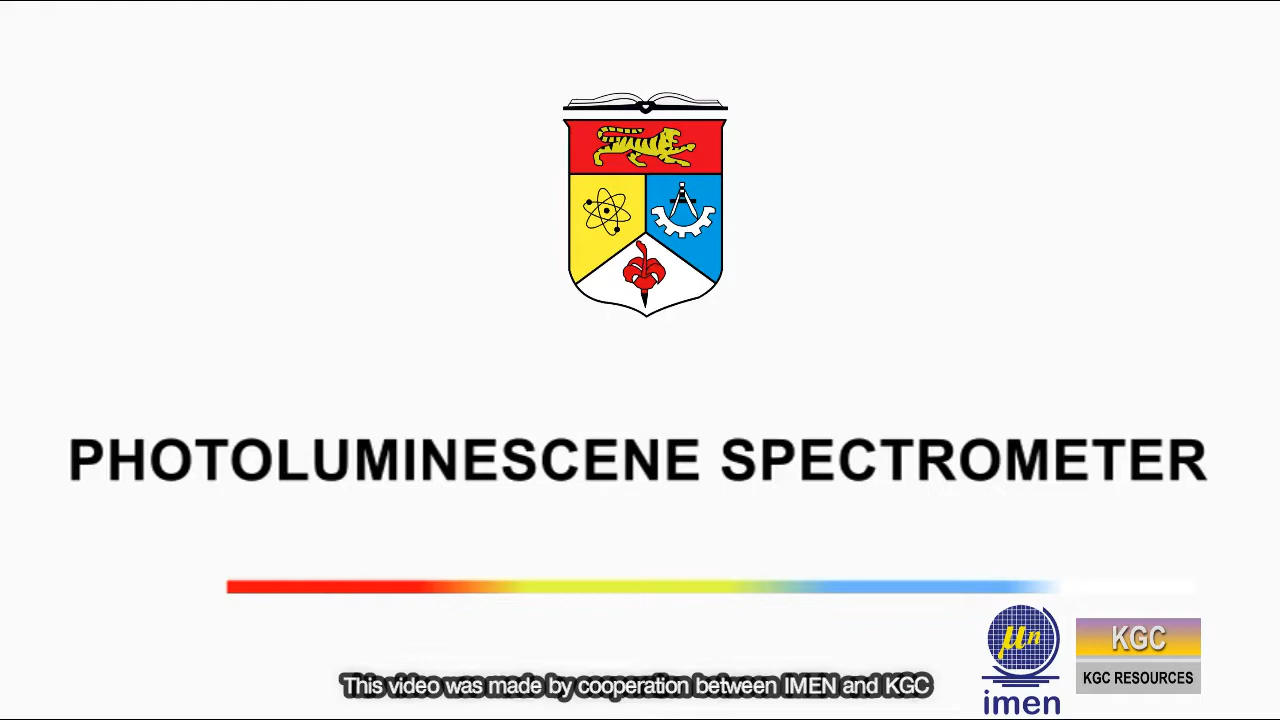 PHOTOLUMINESCENE SPECTROMETER
µn
imen
KGC
KGC RESOURCES
This video was made by cooperation between IMEN and KGC